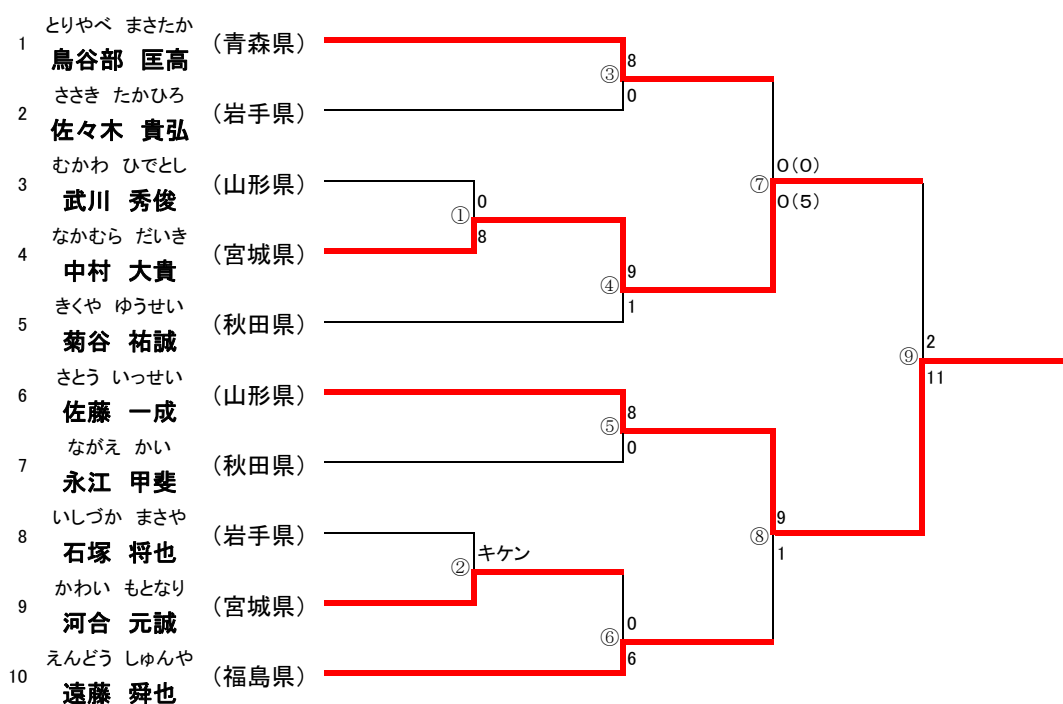 とりやべ まさたか
1 鳥谷部 匡高 （青森県）
ささき たかひろ
2 佐々木 貴弘 （岩手県）
むかわ ひでとし
3 武川 秀俊 （山形県）
なかむら だいき
4 中村 大貴 （宮城県）
きくや ゆうせい
5 菊谷 祐誠 （秋田県）
さとう いっせい
6 佐藤 一成 （山形県）
ながえ かい
7 永江 甲斐 （秋田県）
いしづか まさや
8 石塚 将也 （岩手県）
かわい もとなり
9 河合 元誠 （宮城県）
えんどう しゅんや
10 遠藤 舜也 （福島県）
① 0
8
② キケン
③ 8
0
④ 9
1
⑤ 8
0
⑥ 0
6
⑦ 0(0)
0(5)
⑧ 9
1
⑨ 2
11